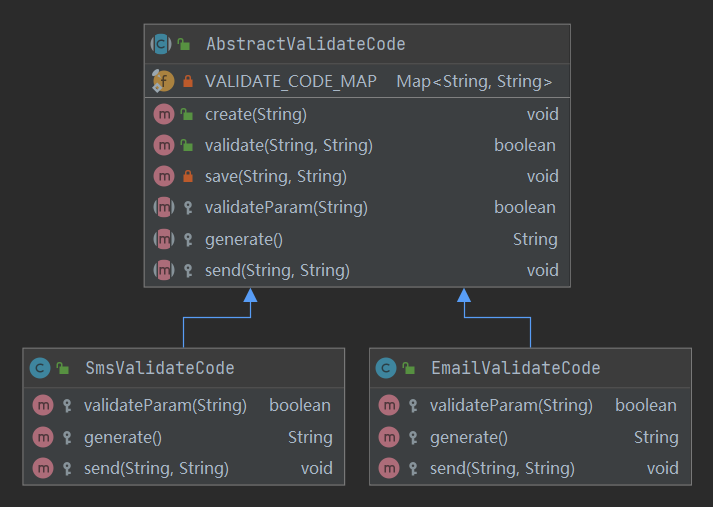 AbstractValidateCode
VALIDATE_CODE_MAP Map<String, String>
create(String) void
validate(String, String) boolean
save(String, String) void
validateParam(String) boolean
generate() String
send(String, String) void
SmsValidateCode
validateParam(String) boolean
generate() String
send(String, String) void
EmailValidateCode
validateParam(String) boolean
generate() String
send(String, String) void